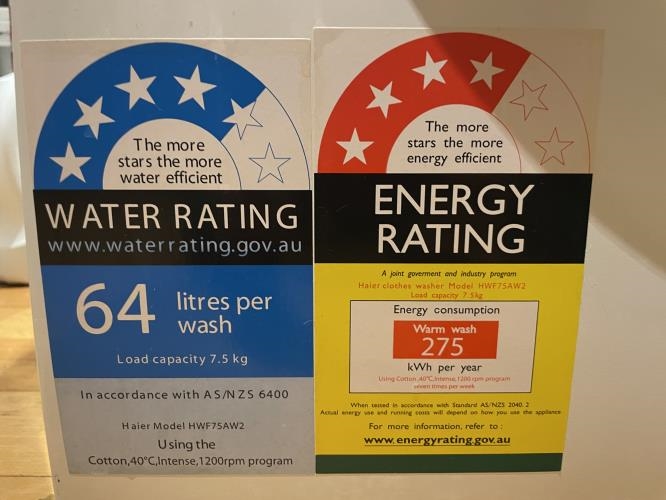 The more
stars the more
water efficient
WATER RATING
www.waterrating.gov.au
64 litres per
wash
Load capacity 7.5 kg
In accordance with AS/NZS 6400
Haier Model HWF75AW2
Using the
Cotton,40°C,Intense,1200rpm program
The more
stars the more
energy efficient
ENERGY
RATING
A joint goverment and industry program
Haier clothes washer Model HWF75AW2
Load capacity 7.5kg
Energy consumption
Warm wash
275
kWh per year
Using Cotton ,40°C,Intense,1200 rpm program
seven times per week
When tested in accordance with Standard AS/NZS 2040. 2
Actual energy use and running costs will depend on how you use the appliance
For more information, refer to :
www.energyrating.gov.au